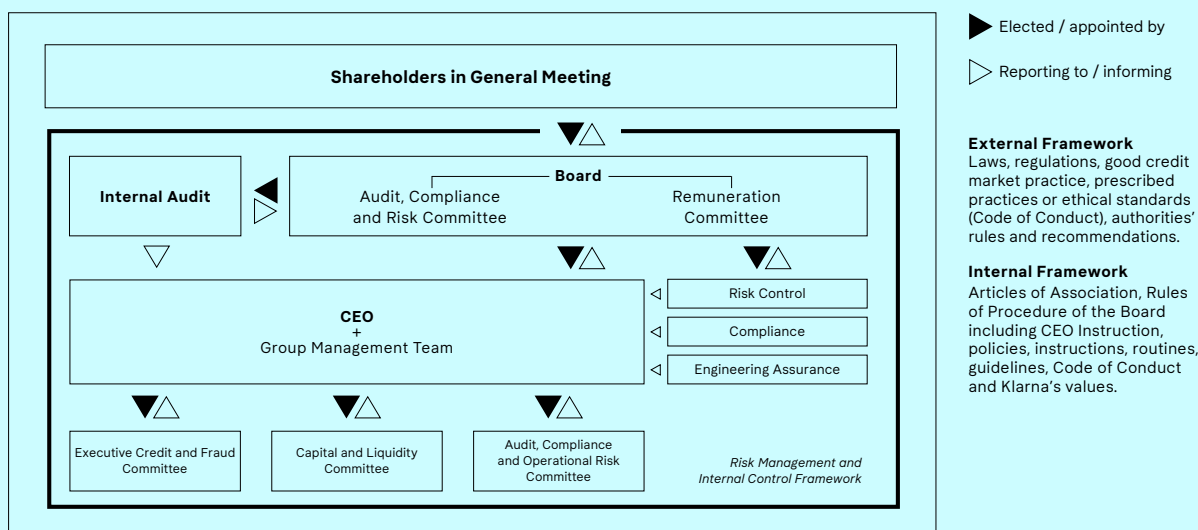 Shareholders in General Meeting
Internal Audit
Board
Audit, Compliance
and Risk Committee
Remuneration
Committee
CEO
+
Group Management Team
Risk Control
Compliance
Engineering Assurance
Executive Credit and Fraud
Committee
Capital and Liquidity
Committee
Audit, Compliance
and Operational Risk
Committee
Risk Management and
Internal Control Framework
Elected / appointed by
Reporting to / informing
External Framework
Laws, regulations, good credit
market practice, prescribed
practices or ethical standards
(Code of Conduct), authorities’
rules and recommendations.
Internal Framework
Articles of Association, Rules
of Procedure of the Board
including CEO Instruction,
policies, instructions, routines,
guidelines, Code of Conduct
and Klarna’s values.